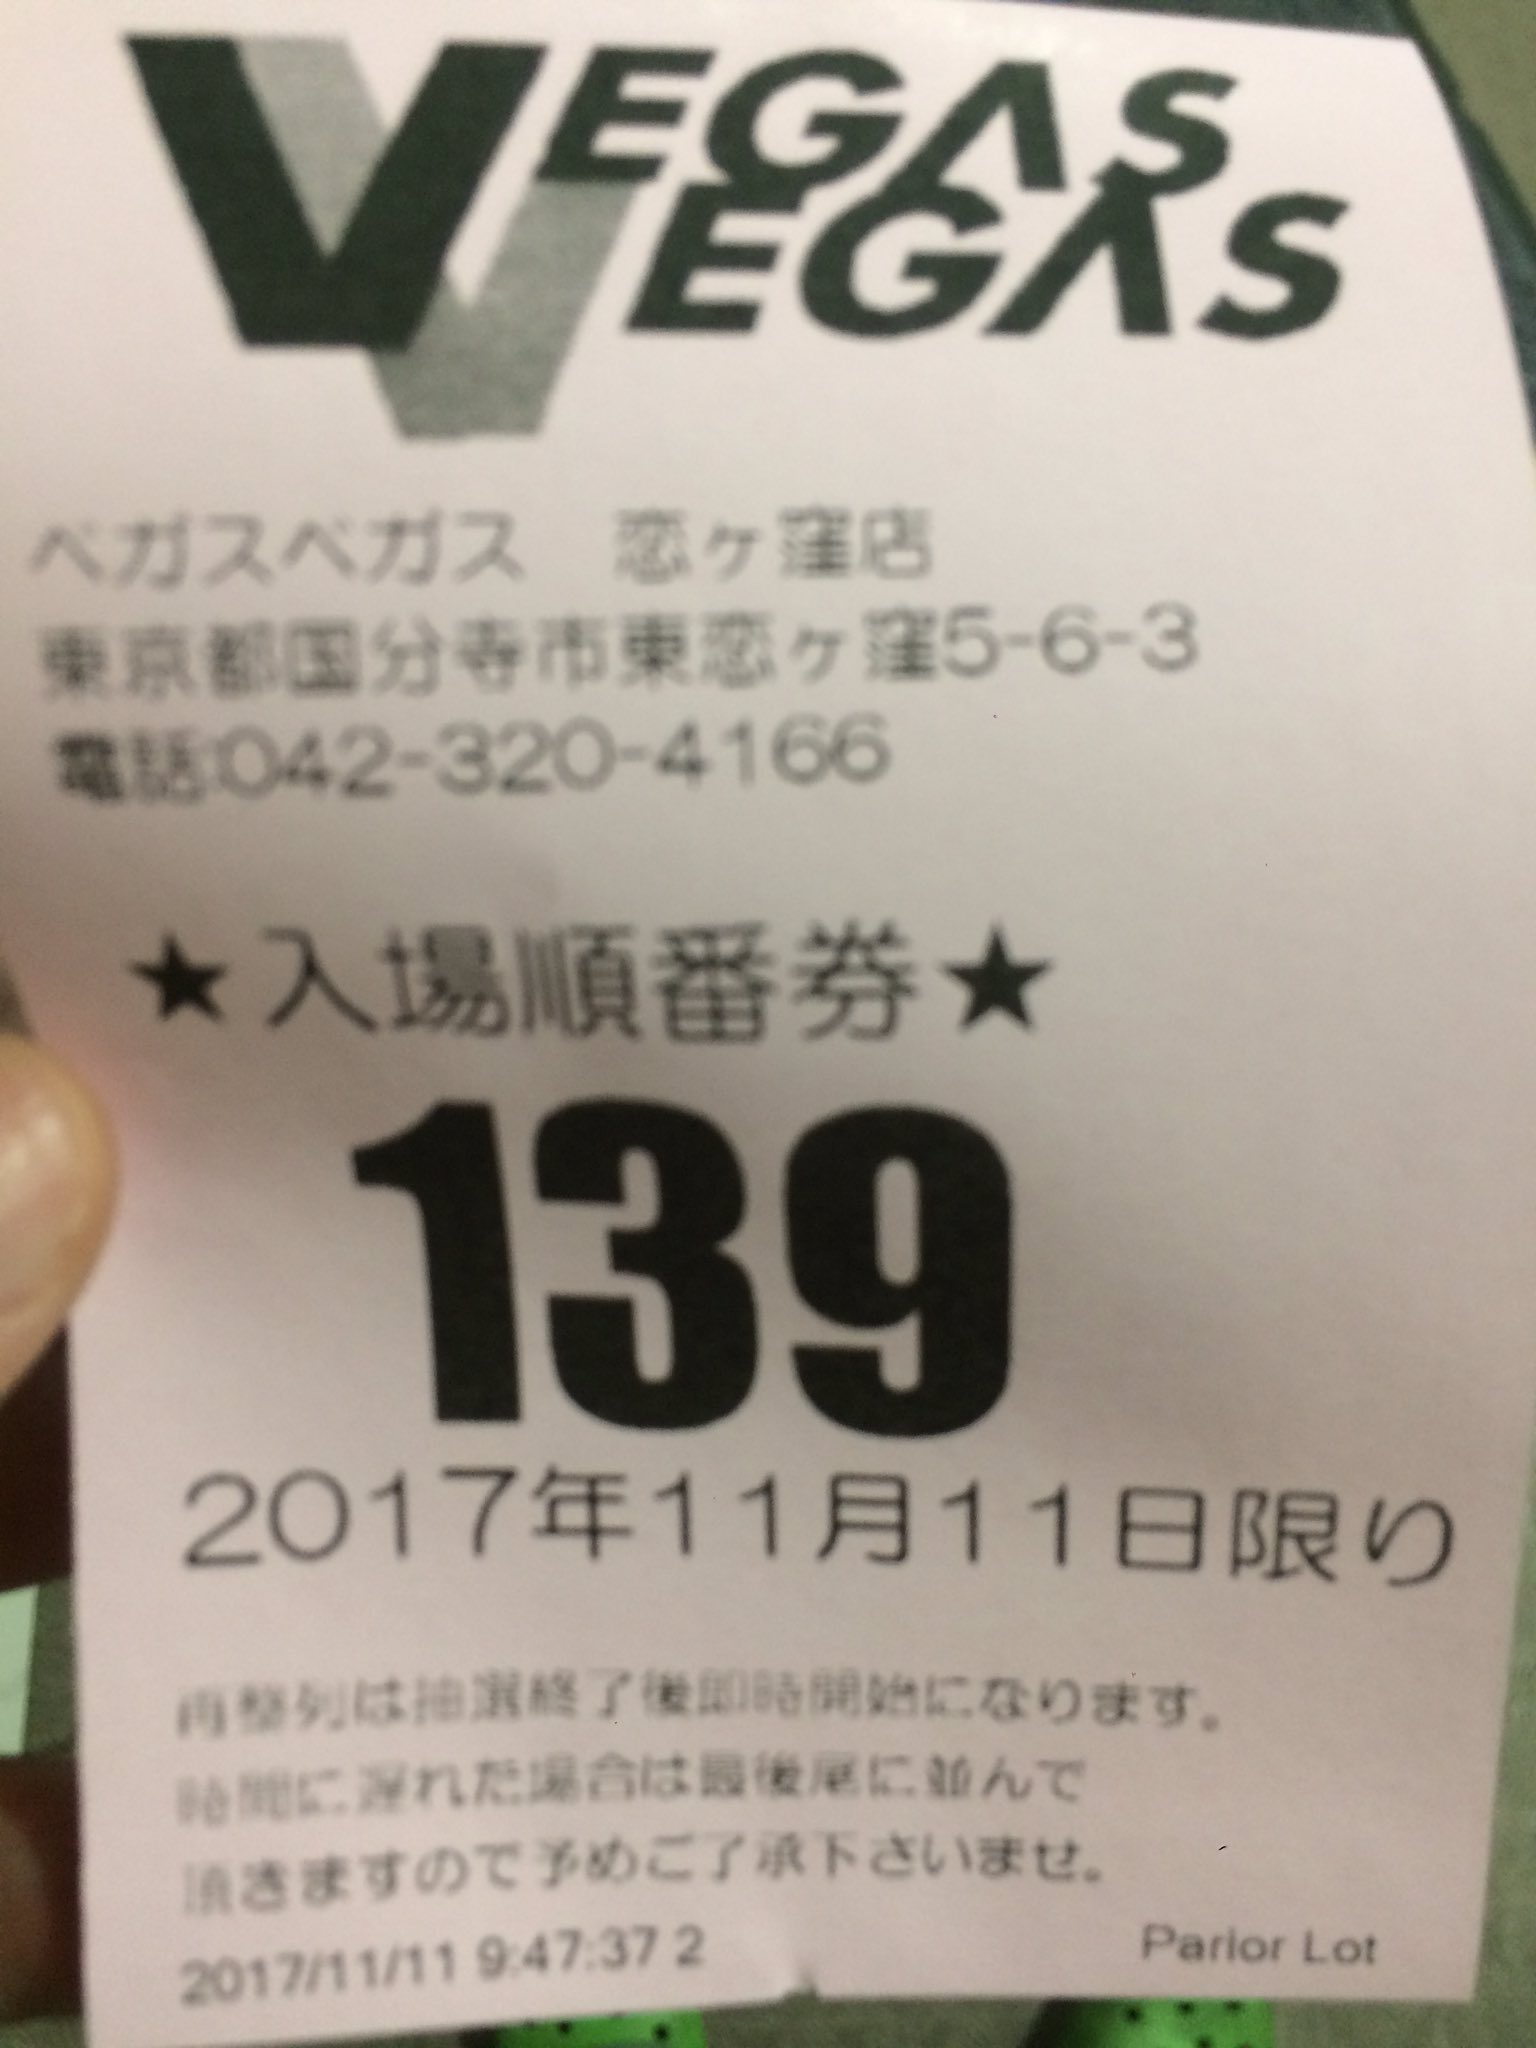 VEGAS
VEGAS
ベガスベガス 恋ヶ窪店
東京都国分寺市東恋ヶ窪5-6-3
電話:042-320-4166
★入場順番券★
139
2017年11月11日限り
再整列は抽選終了後即時開始になります。
時間に遅れた場合は最後尾に並んで
頂きますので予めご了承下さいませ。
2017/11/11 9:47:37 2 Parlor Lot